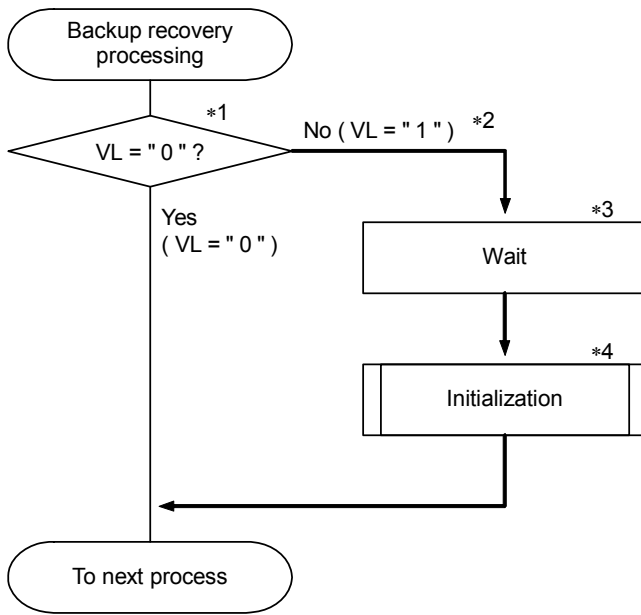 Backup recovery
processing
∗1
VL = " 0 " ?
No ( VL = " 1 " )
∗2
Yes
( VL = " 0 " )
∗3
Wait
∗4
Initialization
To next process